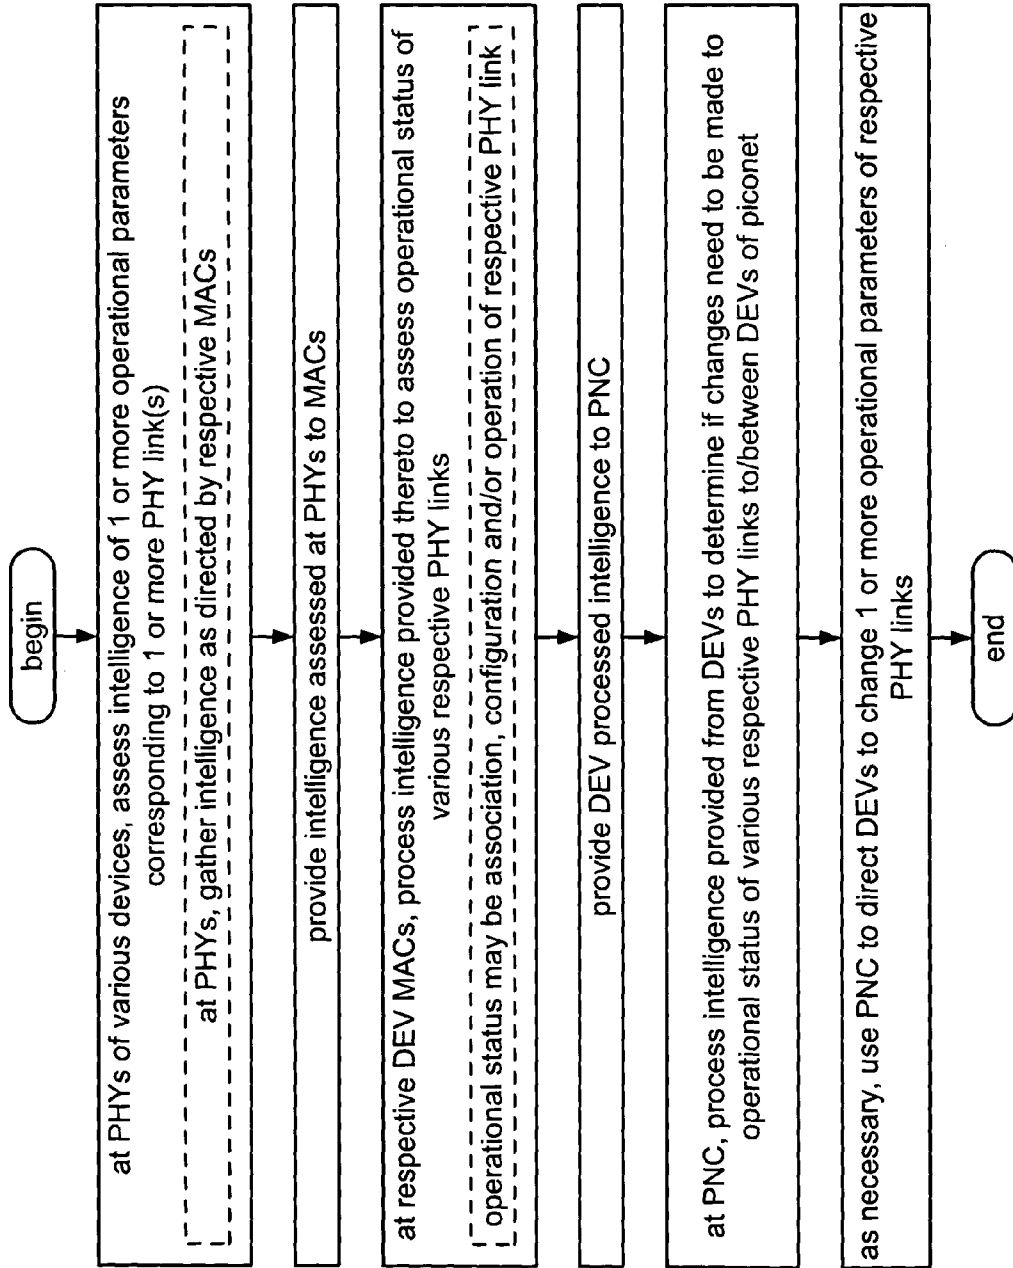 begin
at PHYs of various devices, assess intelligence of 1 or more operational parameters
corresponding to 1 or more PHY link(s)
at PHYs, gather intelligence as directed by respective MACs
provide intelligence assessed at PHYs to MACs
at respective DEV MACs, process intelligence provided thereto to assess operational status of
various respective PHY links
operational status may be association, configuration and/or operation of respective PHY link
provide DEV processed intelligence to PNC
at PNC, process intelligence provided from DEVs to determine if changes need to be made to
operational status of various respective PHY links to/between DEVs of piconet
as necessary, use PNC to direct DEVs to change 1 or more operational parameters of respective
PHY links
end